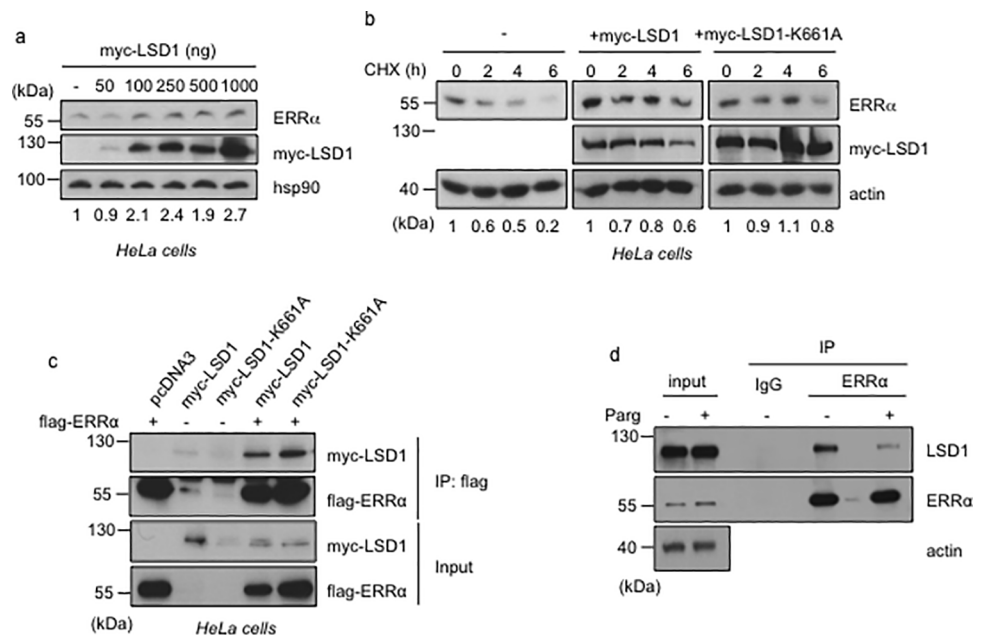 a
myc-LSD1 (ng)
(kDa) - 50 100 250 500 1000
55 ERRα
130 myc-LSD1
100 hsp90
1 0.9 2.1 2.4 1.9 2.7
HeLa cells
b
- +myc-LSD1 +myc-LSD1-K661A
CHX (h) 0 2 4 6 0 2 4 6 0 2 4 6
55 ERRα
130 myc-LSD1
40 actin
(kDa) 1 0.6 0.5 0.2 1 0.7 0.8 0.6 1 0.9 1.1 0.8
HeLa cells
c
pcDNA3 myc-LSD1 myc-LSD1-K661A myc-LSD1 myc-LSD1-K661A
flag-ERRα + - - + +
130 myc-LSD1
IP: flag
55 flag-ERRα
130 myc-LSD1
Input
55 flag-ERRα
(kDa) HeLa cells
d
IP
input IgG ERRα
Parg - + - - +
130 LSD1
55 ERRα
40 actin
(kDa)